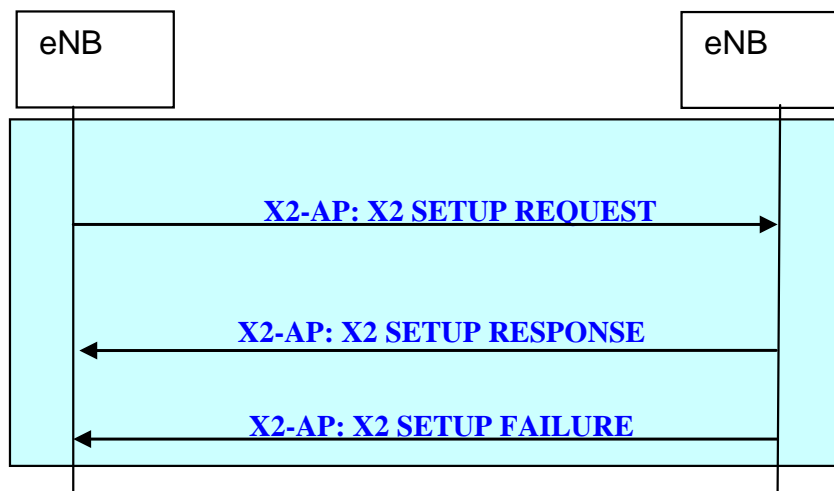 eNB
eNB
X2-AP: X2 SETUP REQUEST
X2-AP: X2 SETUP RESPONSE
X2-AP: X2 SETUP FAILURE